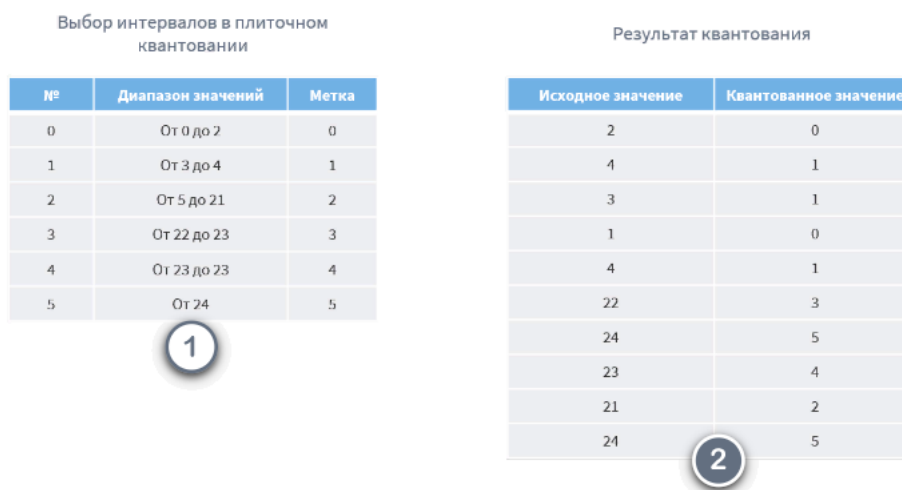 Выбор интервалов в плиточном
квантовании
№ Диапазон значений Метка
0 От 0 до 2 0
1 От 3 до 4 1
2 От 5 до 21 2
3 От 22 до 23 3
4 От 23 до 23 4
5 От 24 5
1
Результат квантования
Исходное значение Квантованное значение
2 0
4 1
3 1
1 0
4 1
22 3
24 5
23 4
21 2
24 5
2